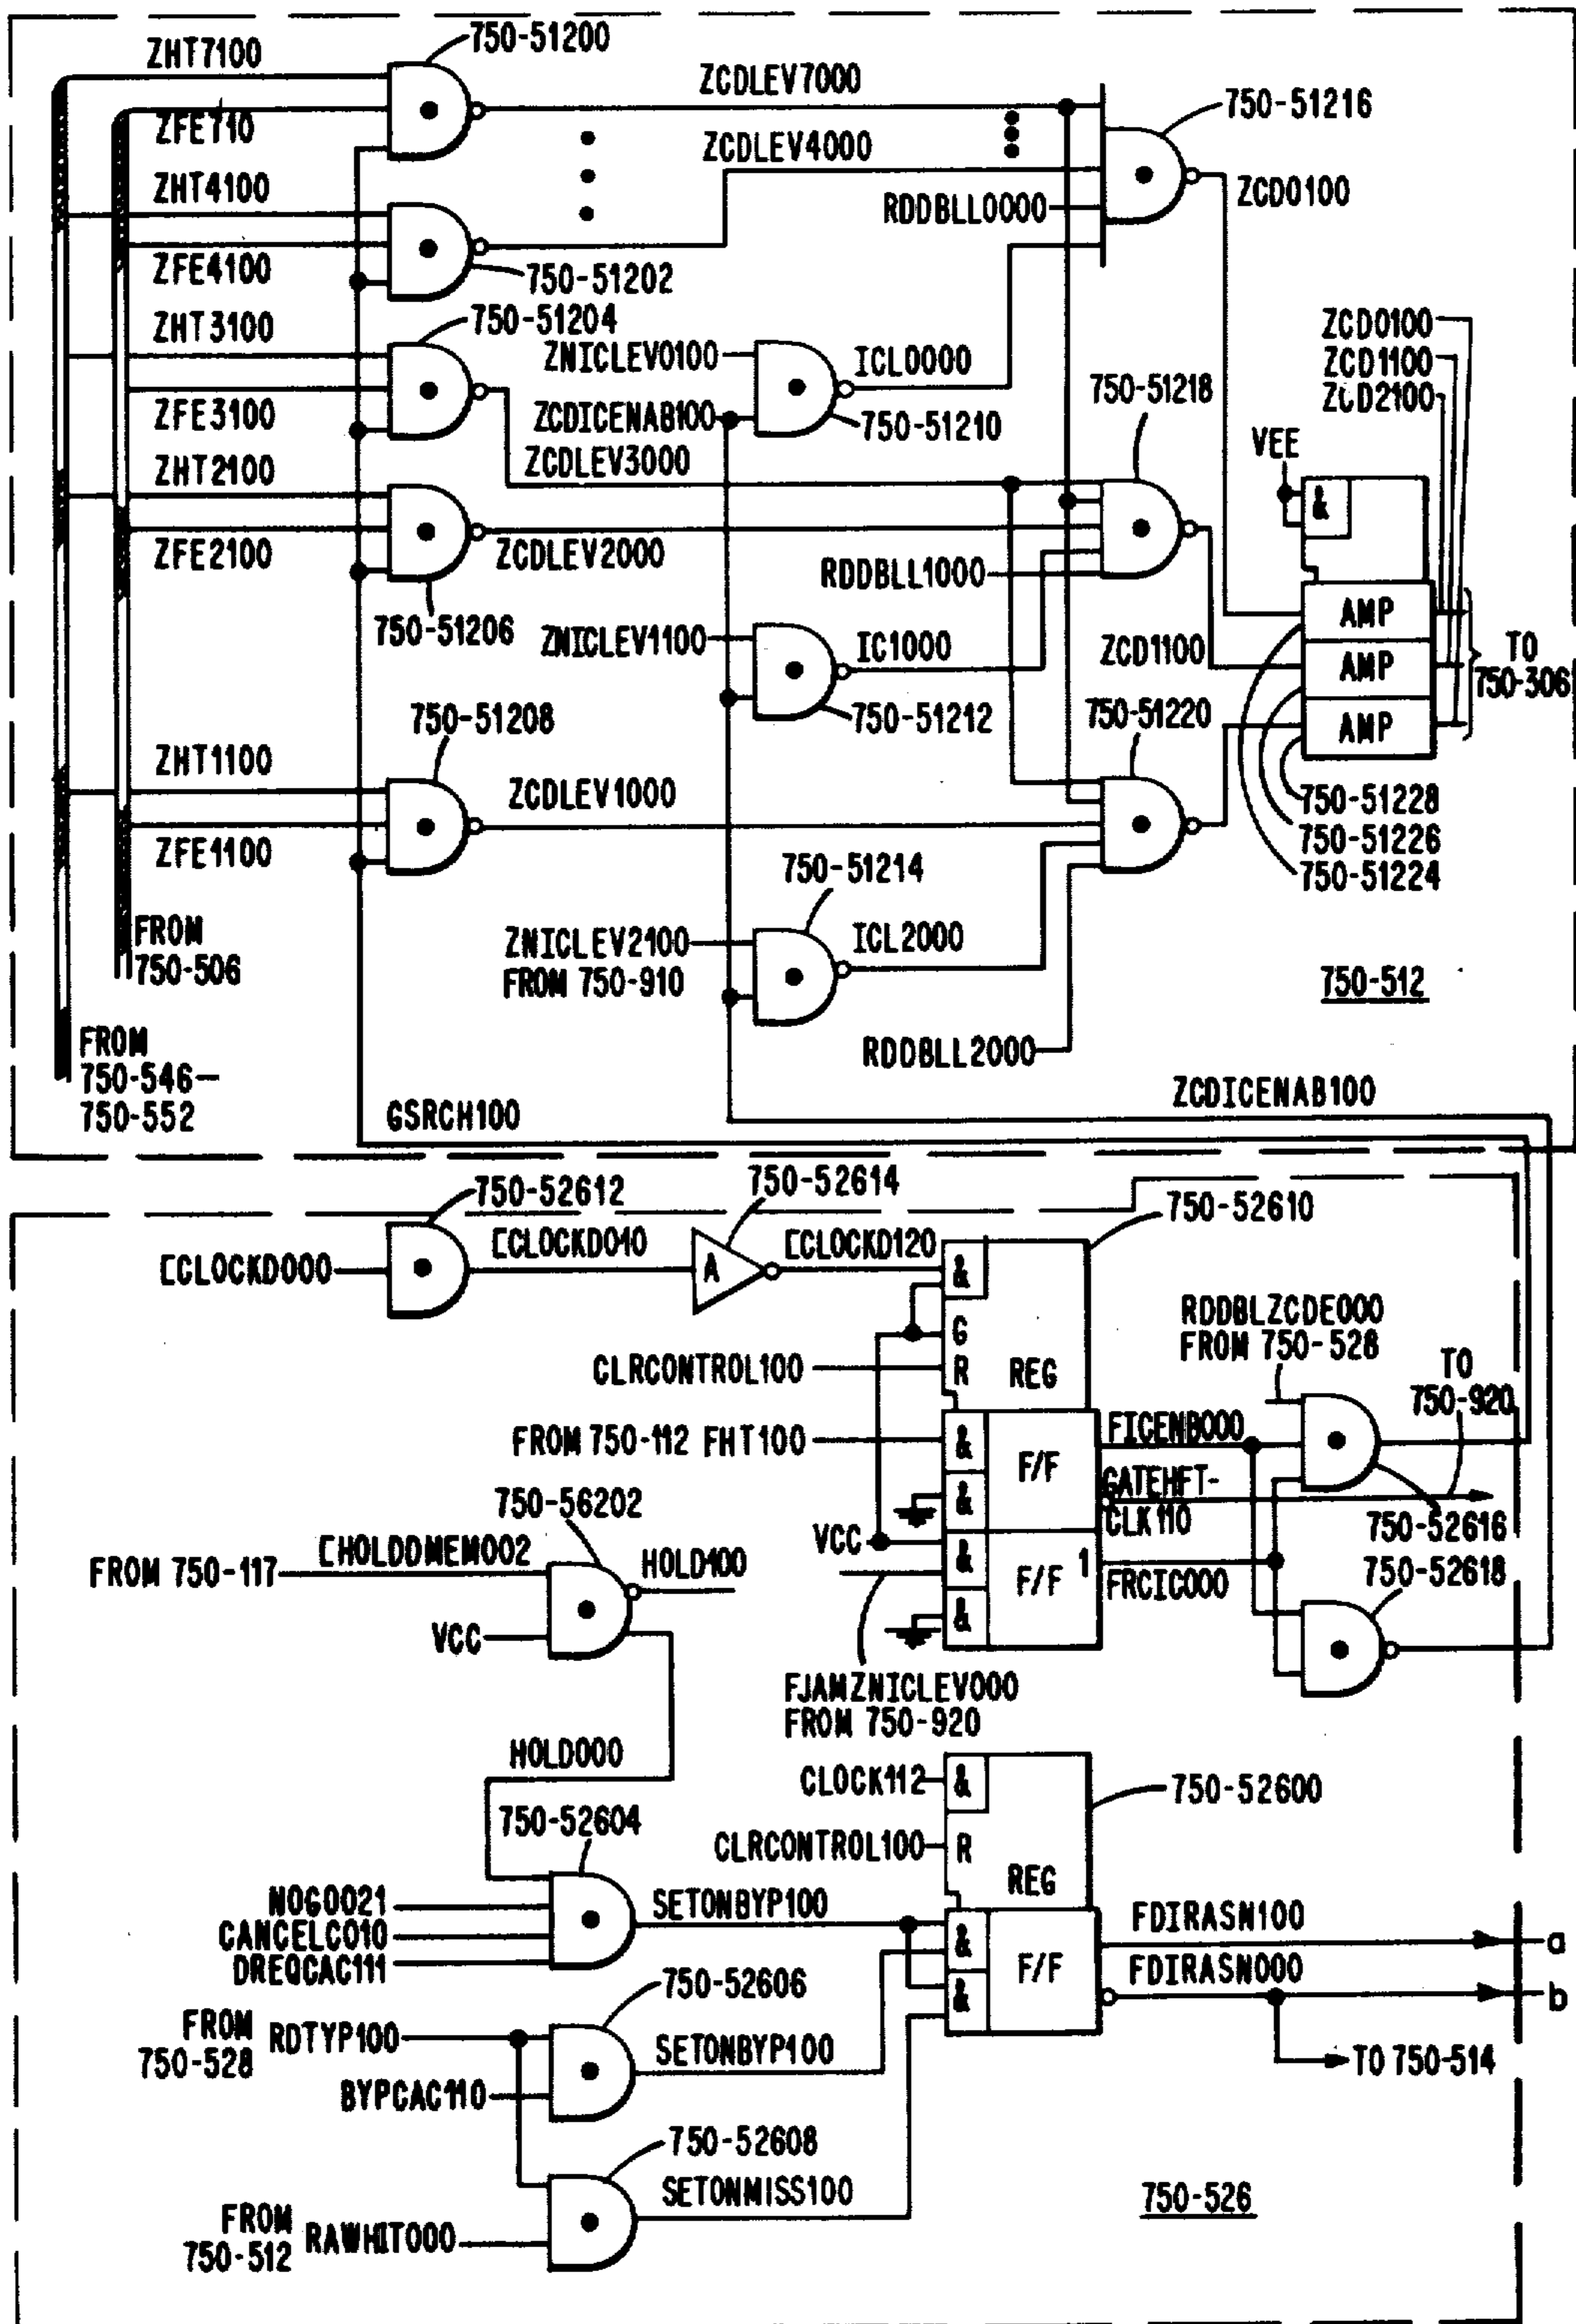 ZHT7100
750-51200
ZCDLEV7000
ZFE710
ZCDLEV4000
750-51216
ZHT4100
RDDBLL0000
ZCD0100
ZFE4100
750-51202
ZHT3100
750-51204
ZNICLEV0100
ICL0000
ZCD0100
ZCD1100
ZCD2100
750-51218
ZFE3100
ZCDICENAB100
750-51210
VEE
ZHT2100
ZCDLEV3000
&
ZFE2100
ZCDLEV2000
RDDBLL1000
AMP
750-51206
ZNICLEV1100
IC1000
ZCD1100
AMP
TO
750-306
750-51208
750-51212
750-51220
AMP
ZHT1100
ZCDLEV1000
750-51228
750-51226
750-51224
ZFE1100
750-51214
FROM
750-506
ZNICLEV2100
FROM 750-910
ICL2000
750-512
FROM
750-546—
750-552
RDDBLL2000
GSRCH100
ZCDICENAB100
750-52612
750-52614
750-52610
[CLOCKD000
[CLOCKD010
A
[CLOCKD120
&
G
R
REG
CLRCONTROL100
RDDBLZCDE000
FROM 750-528
TO
750-920
FROM 750-112 FHT100
&
F/F
FICENB000
&
GATEHFT-
CLK110
750-52616
750-56202
FROM 750-117
[HOLDDMEM002
HOLD100
VCC
VCC
&
F/F
1
FRCIC000
750-52618
&
FJAMZNICLEV000
FROM 750-920
HOLD000
CLOCK112
&
750-52600
750-52604
CLRCONTROL100
R
REG
NOGO021
CANCELC010
DREQCAC111
SETONBYP100
&
F/F
FDIRASN100
a
&
FDIRASN000
b
750-52606
FROM
750-528
RDTYP100
SETONBYP100
TO 750-514
BYPCAC110
750-52608
SETONMISS100
FROM
750-512
RAWHIT000
750-526